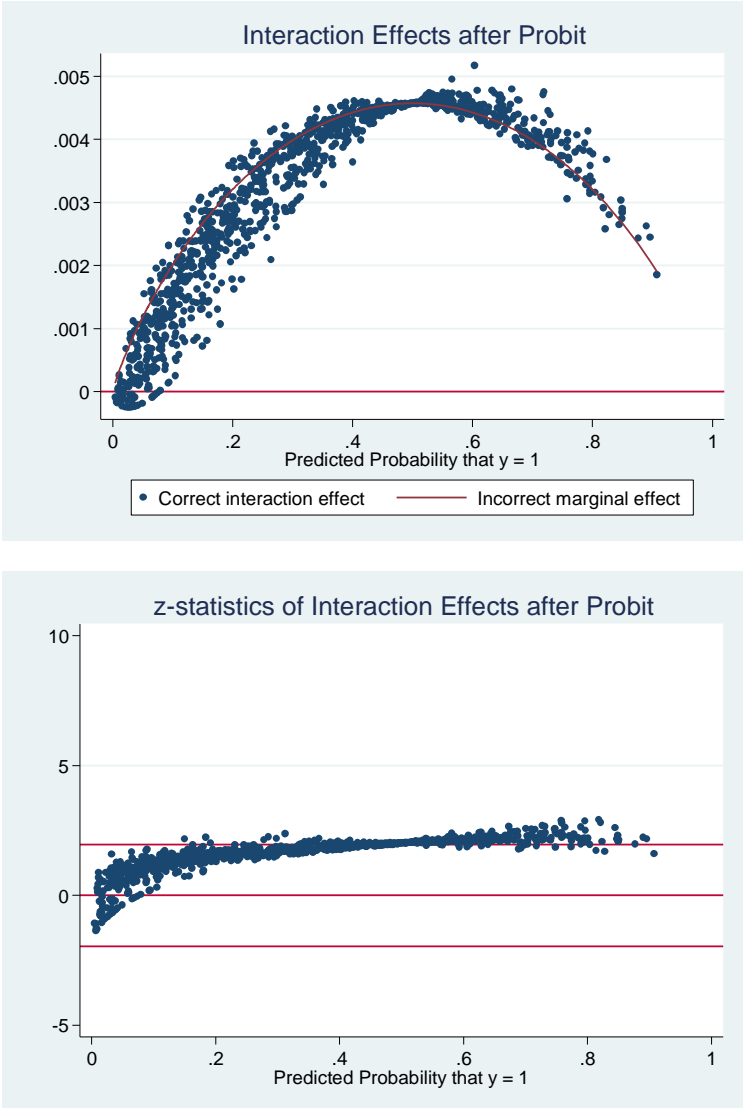 Interaction Effects after Probit
.005
.004
.003
.002
.001
0
0 .2 .4 .6 .8 1
Predicted Probability that y = 1
Correct interaction effect Incorrect marginal effect
z-statistics of Interaction Effects after Probit
10
5
0
-5
0 .2 .4 .6 .8 1
Predicted Probability that y = 1